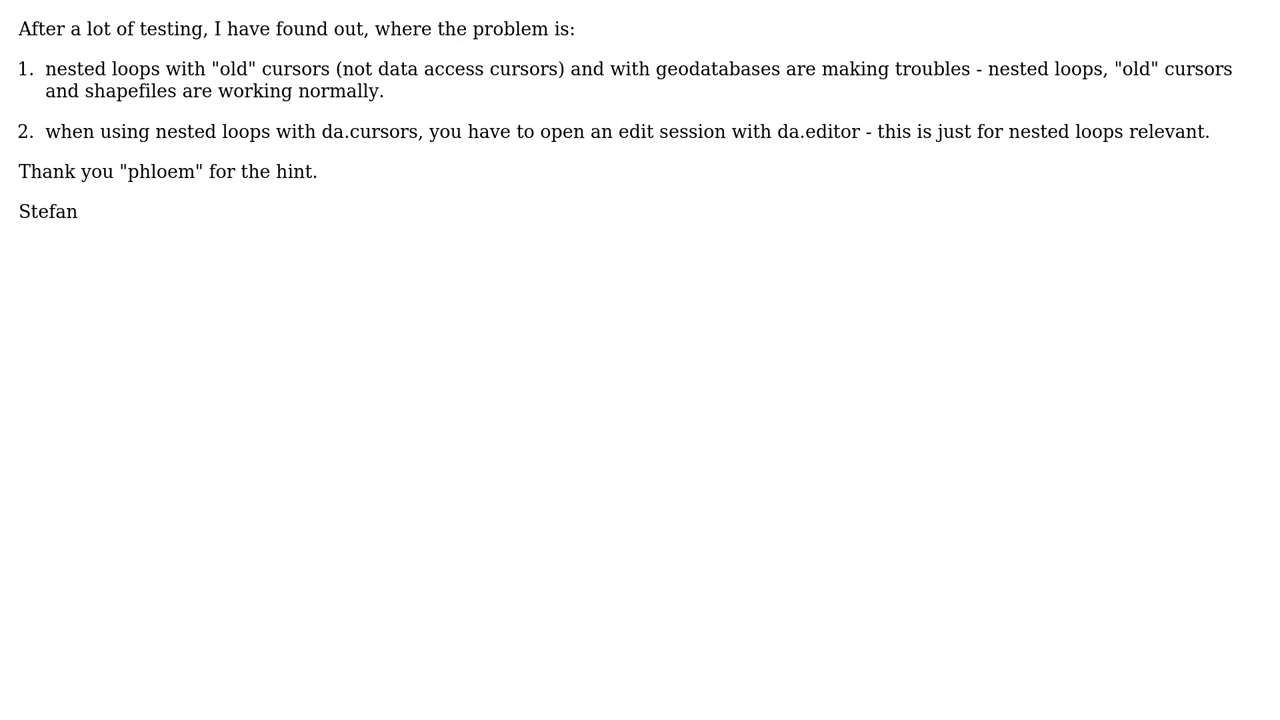 After a lot of testing, I have found out, where the problem is:
1. nested loops with "old" cursors (not data access cursors) and with geodatabases are making troubles - nested loops, "old" cursors
and shapefiles are working normally.
2. when using nested loops with da.cursors, you have to open an edit session with da.editor - this is just for nested loops relevant.
Thank you "phloem" for the hint.
Stefan